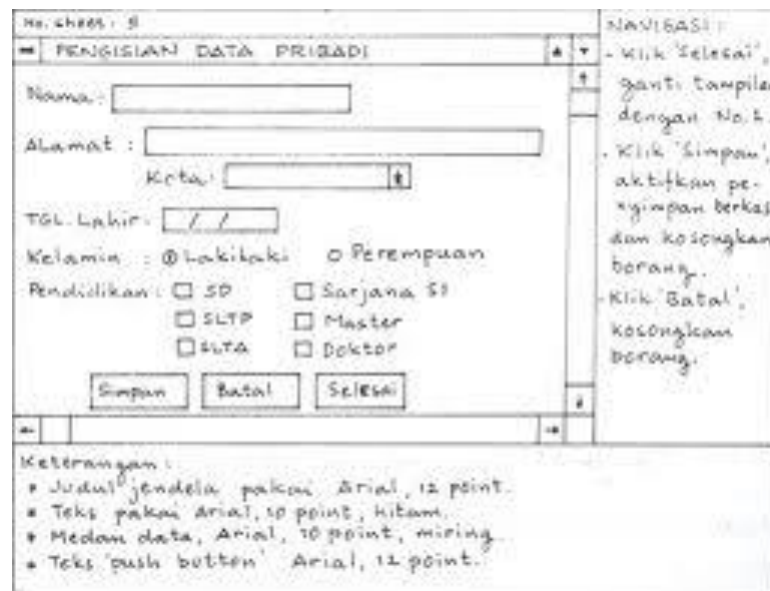 No. sheet : 5
PENGISIAN DATA PRIBADI
Nama :
Alamat :
Kota:
TGL. Lahir: / /
Kelamin : Lakilaki Perempuan
Pendidikan : SD Sarjana S1
SLTP Master
SLTA Doktor
Simpan Batal Selesai
NAVIGASI :
- Klik 'Selesai',
ganti tampilan
dengan No.
- Klik 'Simpan',
aktifkan pe-
nyimpan berkas
dan kosongkan
borang.
- Klik 'Batal',
kosongkan
borang.
Keterangan :
* Judul jendela pakai Arial, 12 point.
* Teks pakai Arial, 10 point, hitam.
* Medan data, Arial, 10 point, miring.
* Teks 'push button' Arial, 12 point.